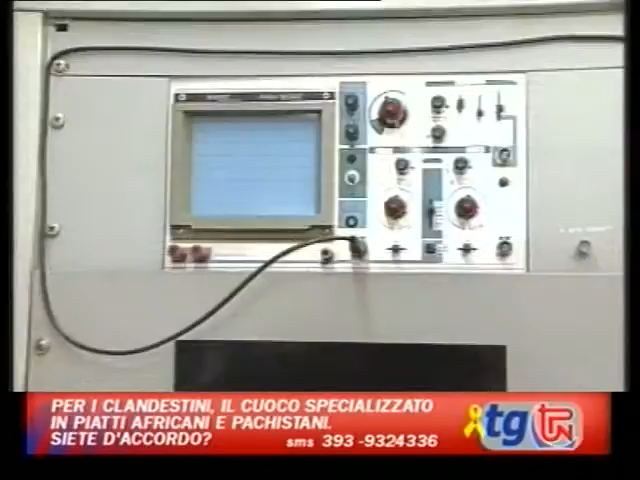 PER I CLANDESTINI, IL CUOCO SPECIALIZZATO
IN PIATTI AFRICANI E PACHISTANI.
SIETE D'ACCORDO?
sms 393-9324336
tg